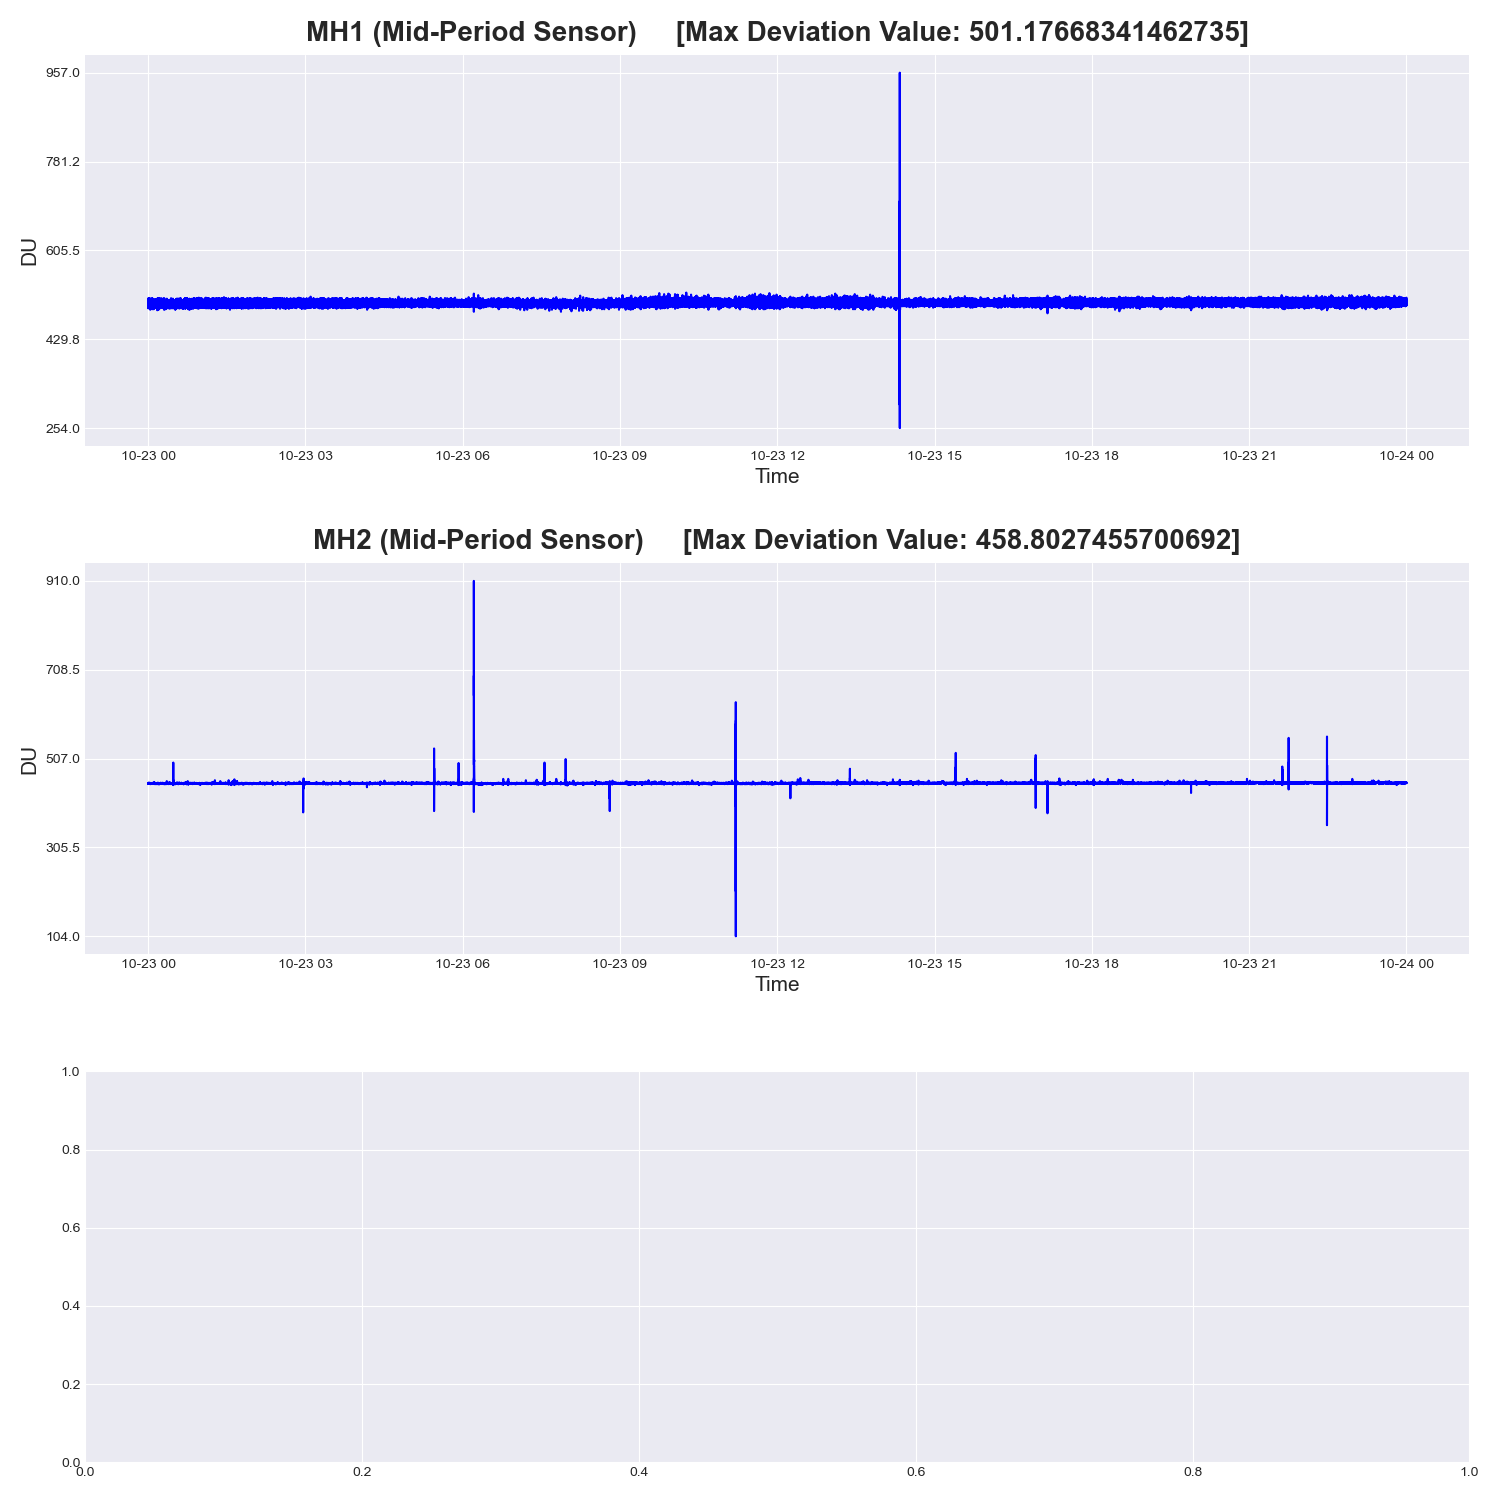 MH1 (Mid-Period Sensor) [Max Deviation Value: 501.17668341462735]
957.0
781.2
605.5
429.8
254.0
DU
10-23 00 10-23 03 10-23 06 10-23 09 10-23 12 10-23 15 10-23 18 10-23 21 10-24 00
Time
MH2 (Mid-Period Sensor) [Max Deviation Value: 458.8027455700692]
910.0
708.5
507.0
305.5
104.0
DU
10-23 00 10-23 03 10-23 06 10-23 09 10-23 12 10-23 15 10-23 18 10-23 21 10-24 00
Time
1.0
0.8
0.6
0.4
0.2
0.0
0.0 0.2 0.4 0.6 0.8 1.0